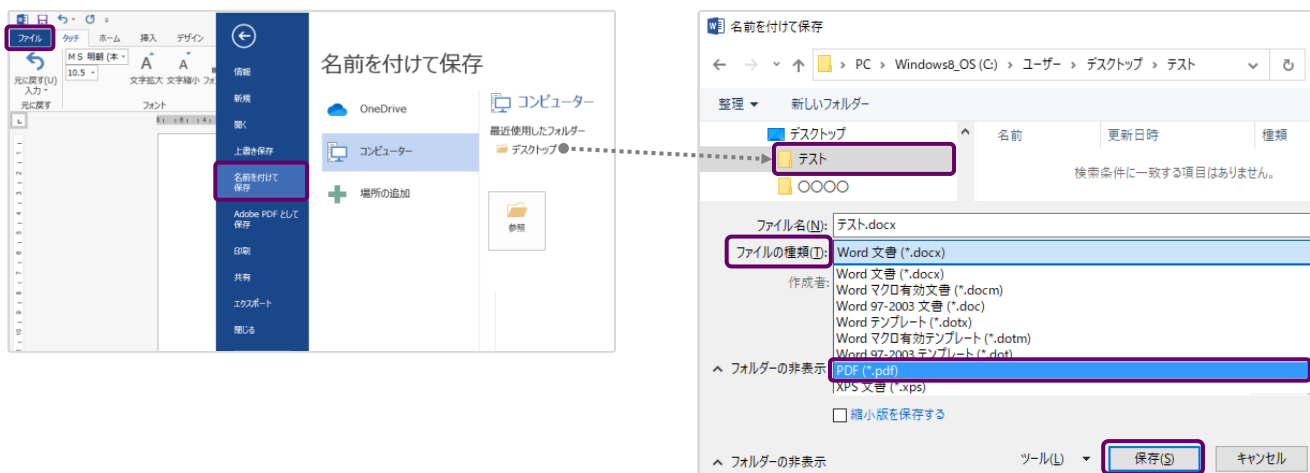 ファイル
タッチ
ホーム
挿入
デザイン
元に戻す(U)
入力
元に戻す
ＭＳ 明朝 (本
10.5
A
A
文字拡大 文字縮小 フォ
フォント
情報
新規
開く
上書き保存
名前を付けて
保存
Adobe PDF として
保存
印刷
共有
エクスポート
閉じる
名前を付けて保存
OneDrive
コンピューター
場所の追加
コンピューター
最近使用したフォルダー
デスクトップ
参照
名前を付けて保存
PC › Windows8_OS (C:) › ユーザー › デスクトップ › テスト
整理 新しいフォルダー
デスクトップ
テスト
〇〇〇〇
名前 更新日時 種類
検索条件に一致する項目はありません。
ファイル名(N): テスト.docx
ファイルの種類(T): Word 文書 (*.docx)
作成者:
Word 文書 (*.docx)
Word マクロ有効文書 (*.docm)
Word 97-2003 文書 (*.doc)
Word テンプレート (*.dotx)
Word マクロ有効テンプレート (*.dotm)
Word 97-2003 テンプレート (*.dot)
フォルダーの非表示
PDF (*.pdf)
XPS 文書 (*.xps)
縮小版を保存する
フォルダーの非表示
ツール(L)
保存(S)
キャンセル